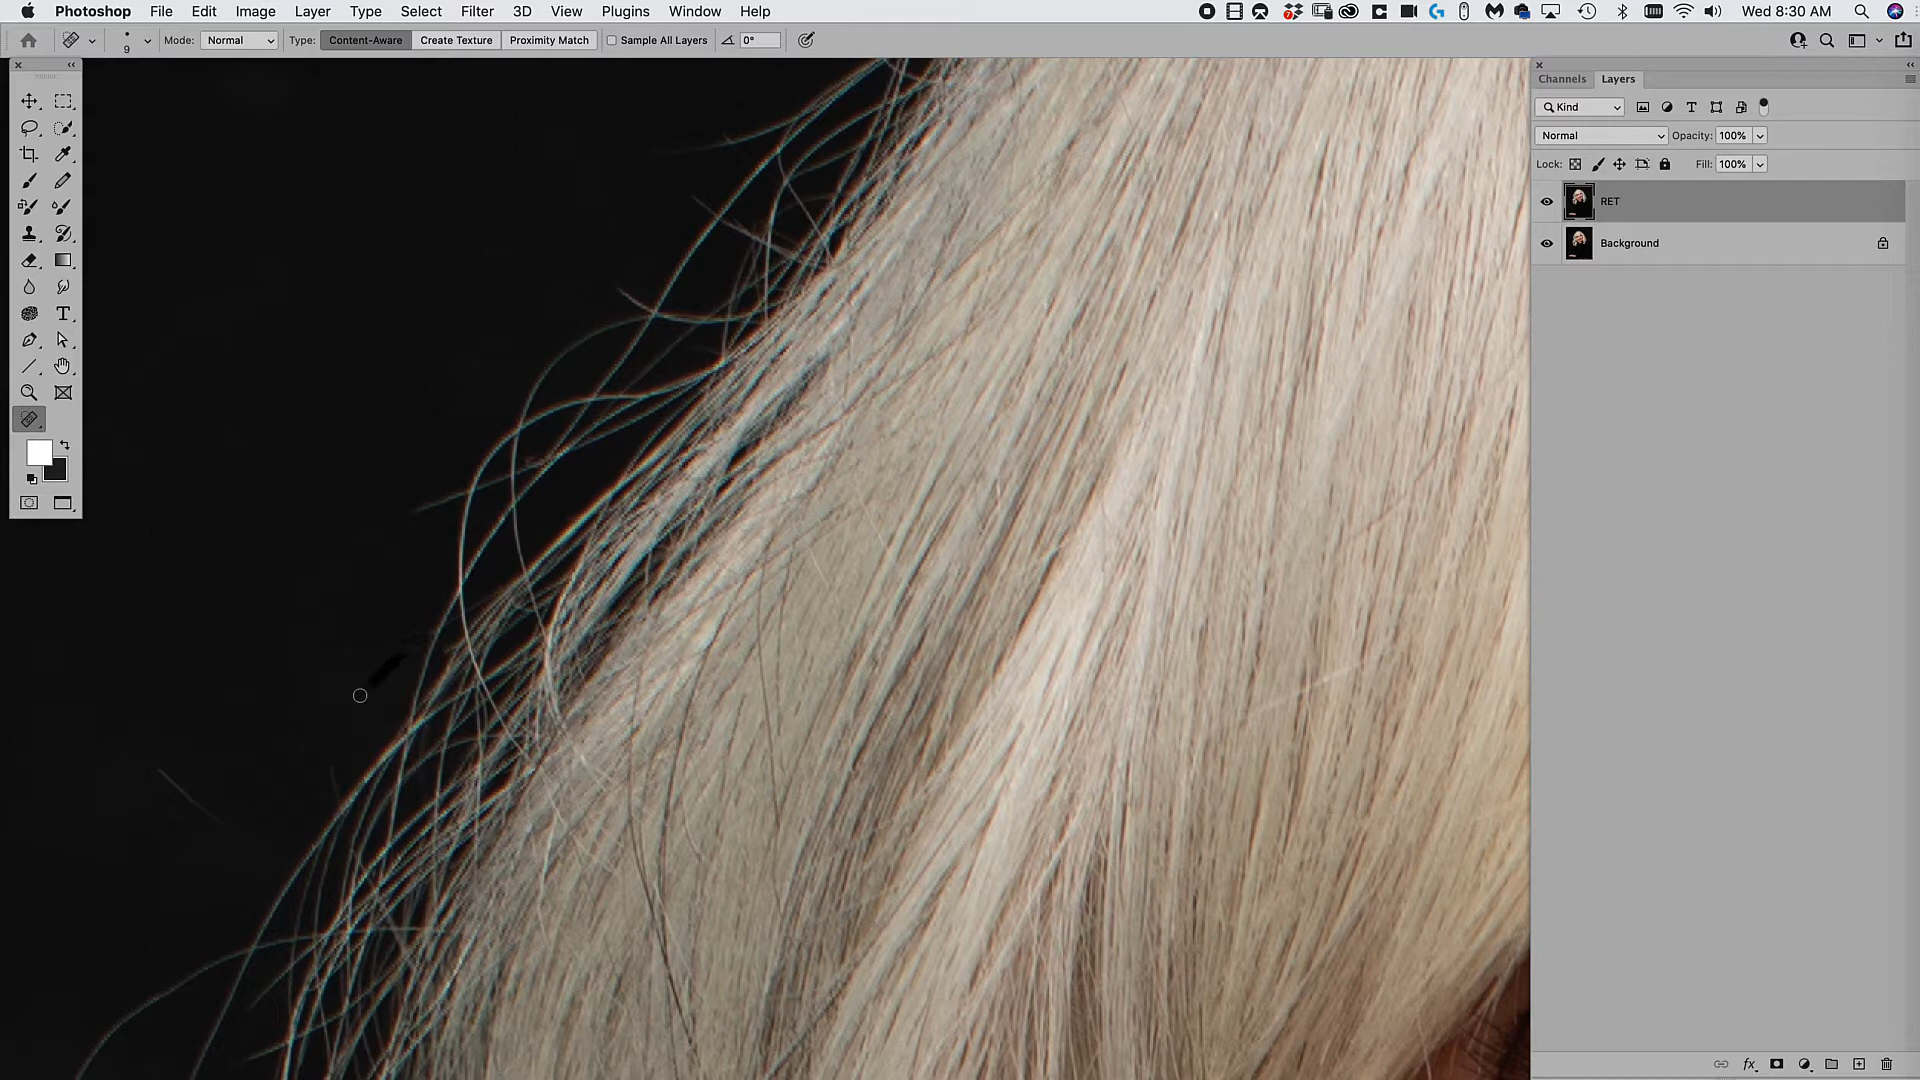 Photoshop File Edit Image Layer Type Select Filter 3D View Plugins Window Help Wed 8:30 AM
9 Mode: Normal Type: Content-Aware Create Texture Proximity Match Sample All Layers 0°
Channels Layers
Kind
Normal Opacity: 100%
Lock: Fill: 100%
RET
Background